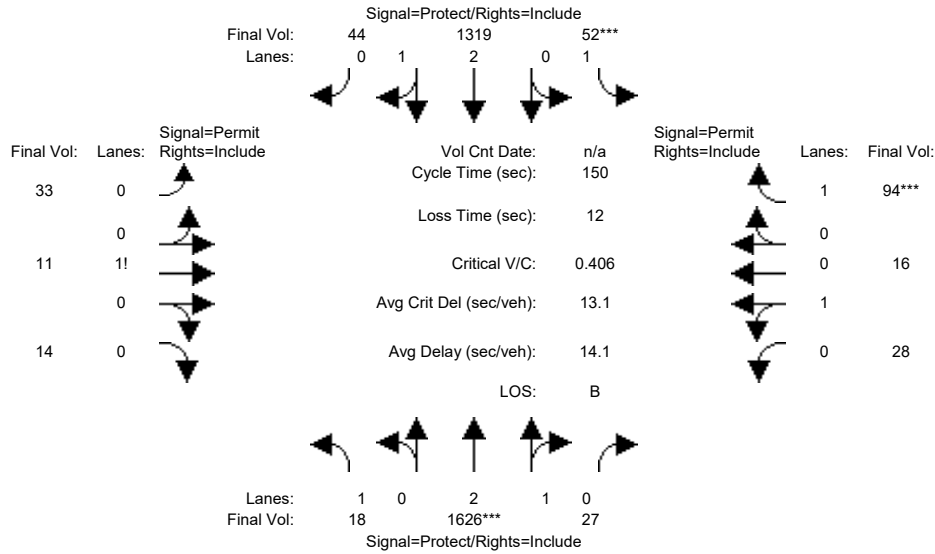 Signal=Protect/Rights=Include
Final Vol: 44 1319 52***
Lanes: 0 1 2 0 1
Signal=Permit Signal=Permit
Final Vol: Lanes: Rights=Include Vol Cnt Date: n/a Rights=Include Lanes: Final Vol:
Cycle Time (sec): 150
33 0 1 94***
Loss Time (sec): 12
0 0
11 1! Critical V/C: 0.406 0 16
0 Avg Crit Del (sec/veh): 13.1 1
14 0 Avg Delay (sec/veh): 14.1 0 28
LOS: B
Lanes: 1 0 2 1 0
Final Vol: 18 1626*** 27
Signal=Protect/Rights=Include